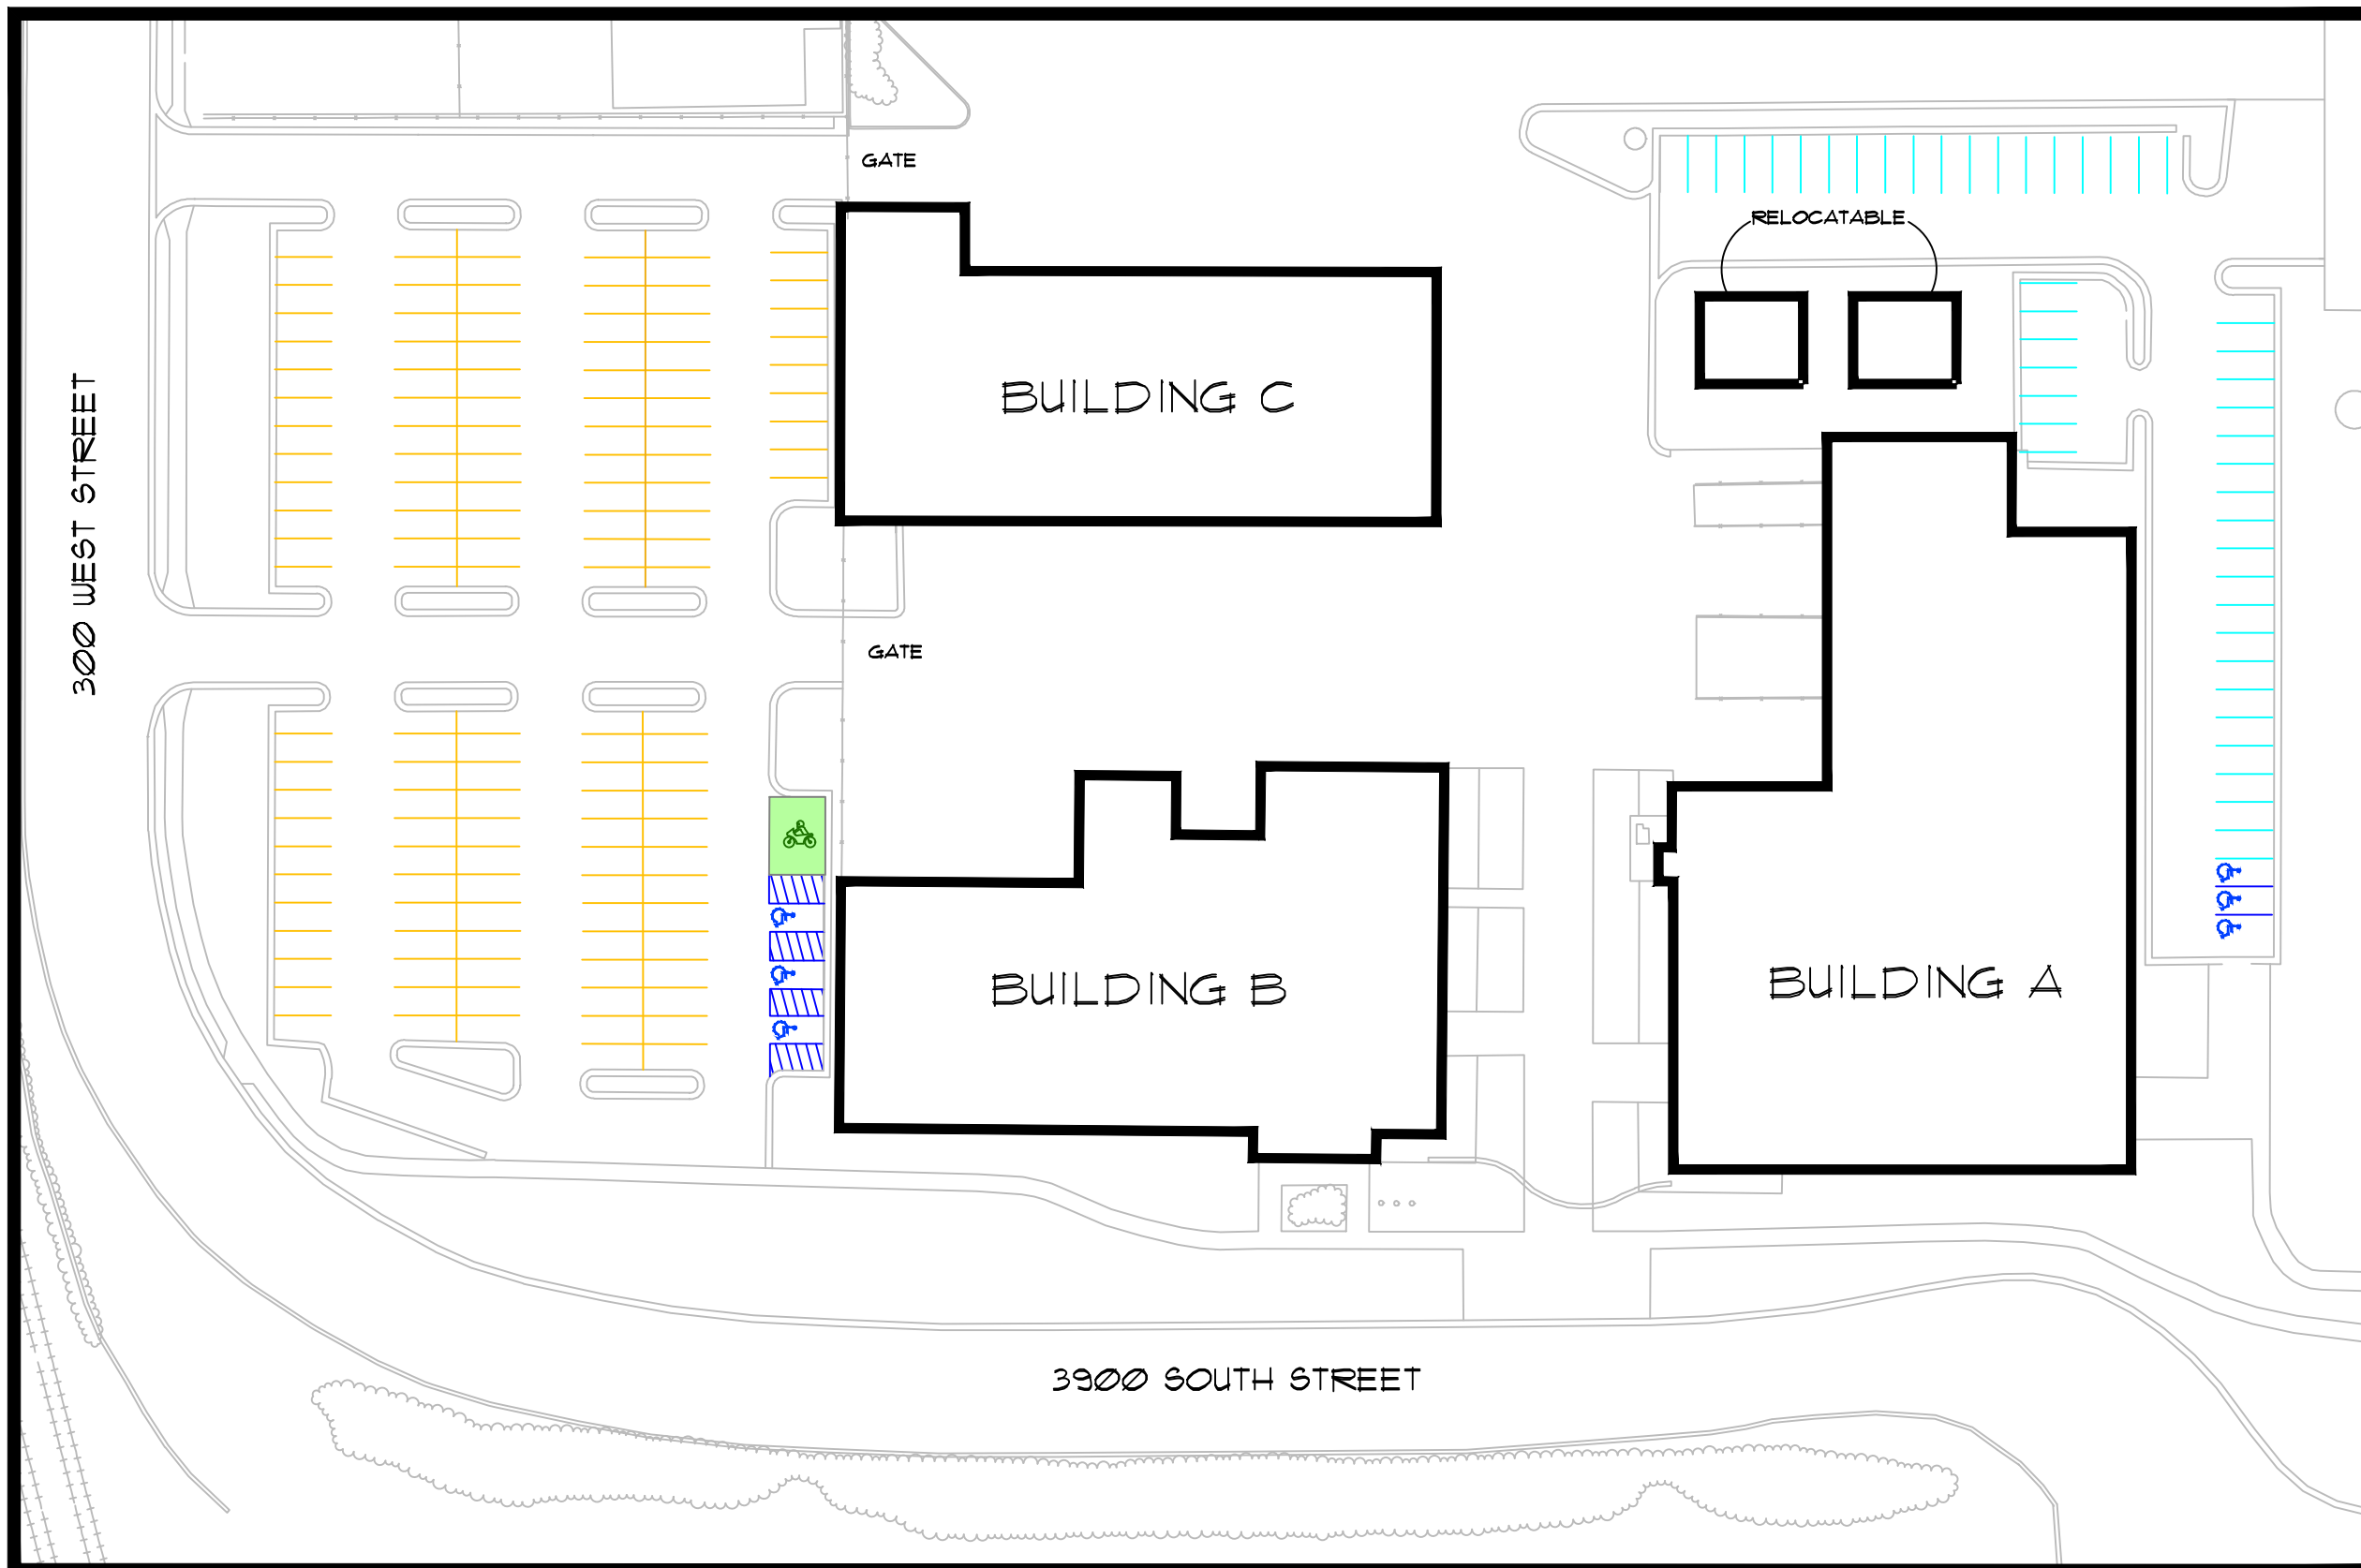 GATE
RELOCATABLE
BUILDING C
300 WEST STREET
GATE
BUILDING B
BUILDING A
3900 SOUTH STREET